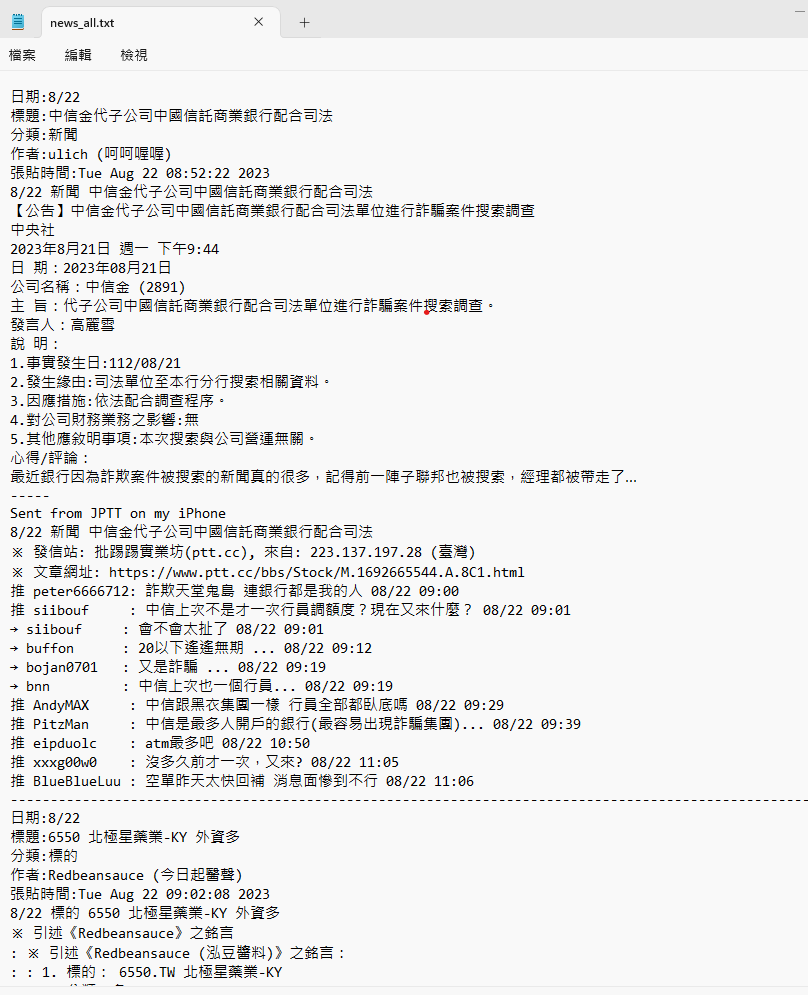 news_all.txt
檔案 編輯 檢視
日期:8/22
標題:中信金代子公司中國信託商業銀行配合司法
分類:新聞
作者:ulich (呵呵喔喔)
張貼時間:Tue Aug 22 08:52:22 2023
8/22 新聞 中信金代子公司中國信託商業銀行配合司法
【公告】中信金代子公司中國信託商業銀行配合司法單位進行詐騙案件搜索調查
中央社
2023年8月21日 週一 下午9:44
日 期：2023年08月21日
公司名稱：中信金 (2891)
主 旨：代子公司中國信託商業銀行配合司法單位進行詐騙案件搜索調查。
發言人：高麗雪
說 明：
1.事實發生日:112/08/21
2.發生緣由:司法單位至本行分行搜索相關資料。
3.因應措施:依法配合調查程序。
4.對公司財務業務之影響:無
5.其他應敘明事項:本次搜索與公司營運無關。
心得/評論：
最近銀行因為詐欺案件被搜索的新聞真的很多，記得前一陣子聯邦也被搜索，經理都被帶走了…
-----
Sent from JPTT on my iPhone
8/22 新聞 中信金代子公司中國信託商業銀行配合司法
※ 發信站: 批踢踢實業坊(ptt.cc), 來自: 223.137.197.28 (臺灣)
※ 文章網址: https://www.ptt.cc/bbs/Stock/M.1692665544.A.8C1.html
推 peter6666712: 詐欺天堂鬼島 連銀行都是我的人 08/22 09:00
推 siibouf : 中信上次不是才一次行員調額度？現在又來什麼？ 08/22 09:01
→ siibouf : 會不會太扯了 08/22 09:01
→ buffon : 20以下遙遙無期 ... 08/22 09:12
→ bojan0701 : 又是詐騙 ... 08/22 09:19
→ bnn : 中信上次也一個行員... 08/22 09:19
推 AndyMAX : 中信跟黑衣集團一樣 行員全部都臥底嗎 08/22 09:29
推 PitzMan : 中信是最多人開戶的銀行(最容易出現詐騙集團)... 08/22 09:39
推 eipduolc : atm最多吧 08/22 10:50
推 xxxg00w0 : 沒多久前才一次，又來? 08/22 11:05
推 BlueBlueLuu : 空單昨天太快回補 消息面慘到不行 08/22 11:06
----------------------------------------------------------------------------------------------------
日期:8/22
標題:6550 北極星藥業-KY 外資多
分類:標的
作者:Redbeansauce (今日起醫聲)
張貼時間:Tue Aug 22 09:02:08 2023
8/22 標的 6550 北極星藥業-KY 外資多
※ 引述《Redbeansauce》之銘言
: ※ 引述《Redbeansauce (泓豆醬料)》之銘言：
: : 1. 標的： 6550.TW 北極星藥業-KY